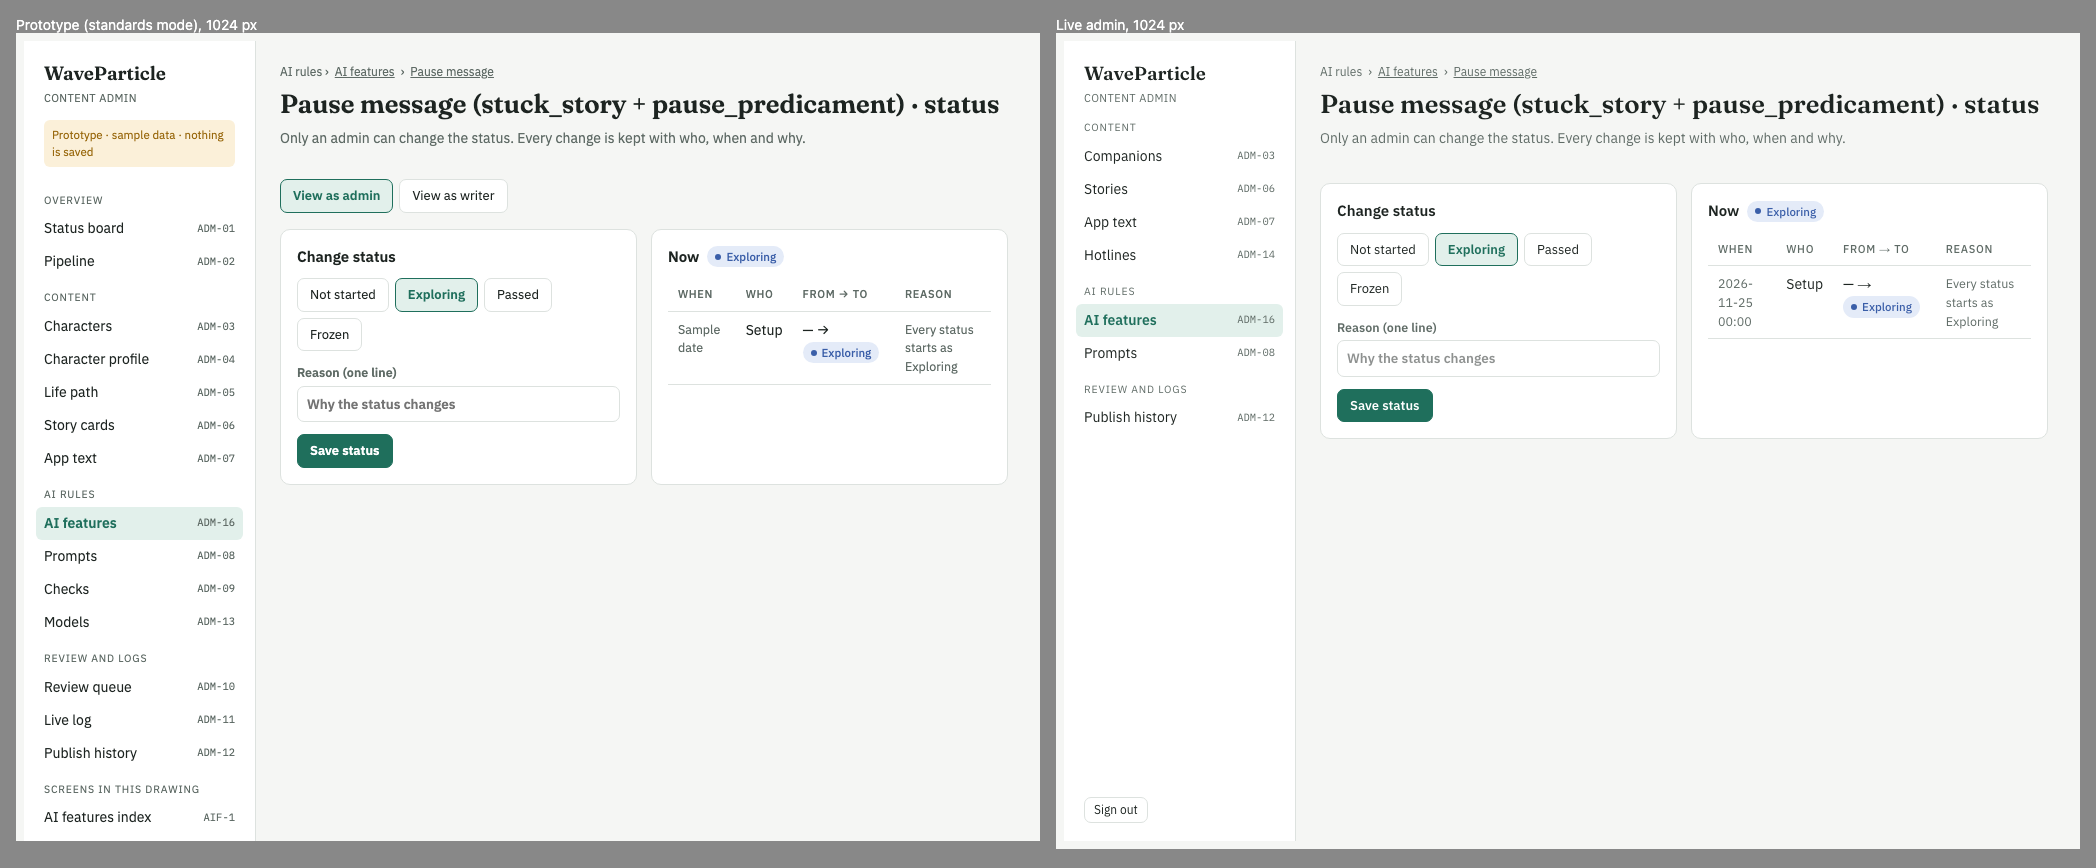 Prototype (standards mode), 1024 px
WaveParticle
CONTENT ADMIN
Prototype · sample data · nothing
is saved
OVERVIEW
Status board ADM-01
Pipeline ADM-02
CONTENT
Characters ADM-03
Character profile ADM-04
Life path ADM-05
Story cards ADM-06
App text ADM-07
AI RULES
AI features ADM-16
Prompts ADM-08
Checks ADM-09
Models ADM-13
REVIEW AND LOGS
Review queue ADM-10
Live log ADM-11
Publish history ADM-12
SCREENS IN THIS DRAWING
AI features index AIF-1
AI rules › AI features › Pause message
Pause message (stuck_story + pause_predicament) · status
Only an admin can change the status. Every change is kept with who, when and why.
View as admin View as writer
Change status
Not started Exploring Passed
Frozen
Reason (one line)
Why the status changes
Save status
Now Exploring
WHEN WHO FROM → TO REASON
Sample date Setup — → Exploring Every status starts as Exploring
Live admin, 1024 px
WaveParticle
CONTENT ADMIN
CONTENT
Companions ADM-03
Stories ADM-06
App text ADM-07
Hotlines ADM-14
AI RULES
AI features ADM-16
Prompts ADM-08
REVIEW AND LOGS
Publish history ADM-12
Sign out
AI rules › AI features › Pause message
Pause message (stuck_story + pause_predicament) · status
Only an admin can change the status. Every change is kept with who, when and why.
Change status
Not started Exploring Passed
Frozen
Reason (one line)
Why the status changes
Save status
Now Exploring
WHEN WHO FROM → TO REASON
2026-11-25 00:00 Setup — → Exploring Every status starts as Exploring